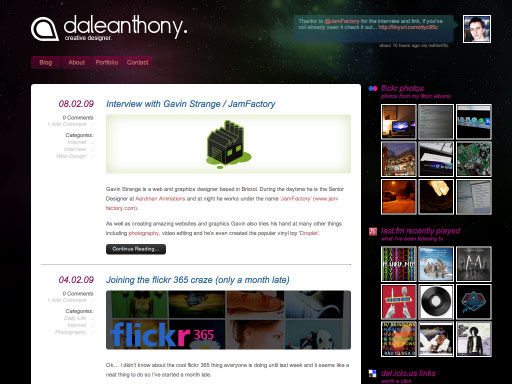 daleanthony.
creative designer.
Thanks to @JamFactory for the interview and link, if you've
not already seen it check it out...
about 10 hours ago via twitterrific
Blog
About
Portfolio
Contact
08.02.09
Interview with Gavin Strange / JamFactory
0 Comments
+ Add Comment
Categories:
Internet
Interview
Web Design
Gavin Strange is a web and graphics designer based in Bristol. During the daytime he is the Senior
Designer at Aardman Animations and at night he works under the name 'JamFactory' (www.jam-
factory.com).
As well as creating amazing websites and graphics Gavin also tries his hand at many other things
including photography, video editing and he's even created the popular vinyl toy 'Droplet'.
Continue Reading...
04.02.09
Joining the flickr 365 craze (only a month late)
0 Comments
+ Add Comment
Categories:
Daily Life
Internet
Photography
flickr 365
Ok... I didn't know about the cool flickr 365 thing everyone is doing until last week and it seems like a
neat thing to do so I've started a month late.
flickr photos
photos from my flickr albums
last.fm recently played
what i've been listening to
del.icio.us links
worth a click